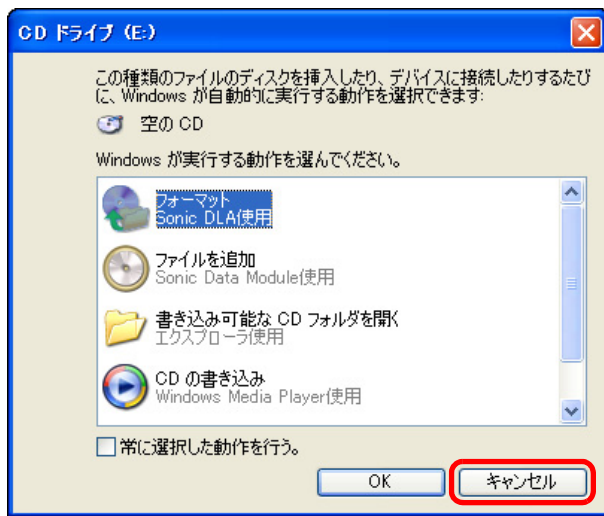 CD ドライブ (E:)
この種類のファイルのディスクを挿入したり、デバイスに接続したりするたび
に、Windows が自動的に実行する動作を選択できます:
空の CD
Windows が実行する動作を選んでください。
フォーマット
Sonic DLA使用
ファイルを追加
Sonic Data Module使用
書き込み可能な CD フォルダを開く
エクスプローラ使用
CD の書き込み
Windows Media Player使用
常に選択した動作を行う。
OK
キャンセル